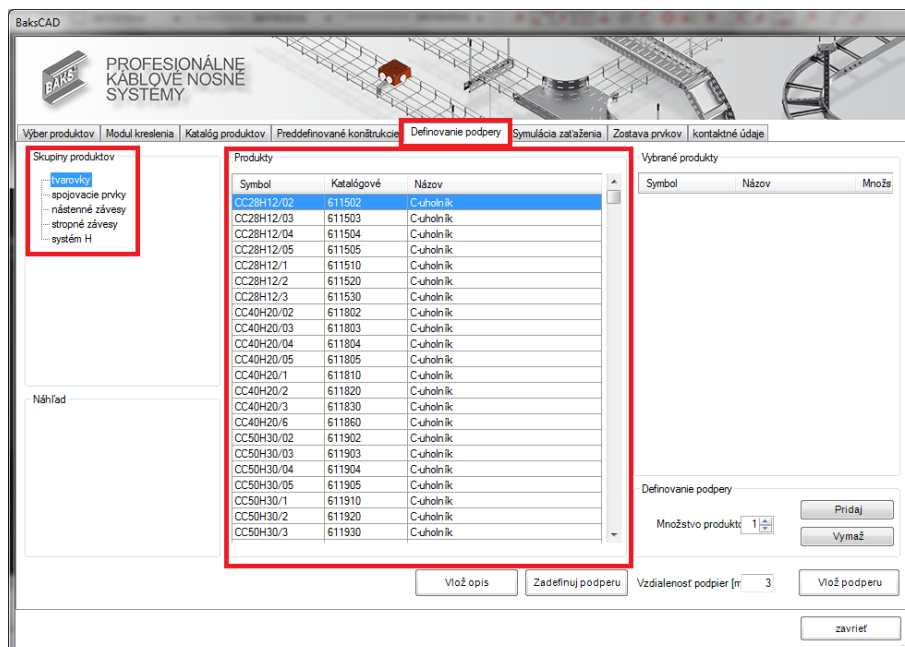 BaksCAD
BAKS
PROFESIONÁLNE
KÁBLOVÉ NOSNÉ
SYSTÉMY
Výber produktov Modul kreslenia Katalóg produktov Preddefinované konštrukcie Definovanie podpery Symulácia zaťaženia Zostava prvkov kontaktné údaje
Skupiny produktov
tvarovky
spojovacie prvky
nástenné závesy
stropné závesy
systém H
Náhľad
Produkty
Symbol Katalógové Názov
CC28H12/02 611502 C-uholník
CC28H12/03 611503 C-uholník
CC28H12/04 611504 C-uholník
CC28H12/05 611505 C-uholník
CC28H12/1 611510 C-uholník
CC28H12/2 611520 C-uholník
CC28H12/3 611530 C-uholník
CC40H20/02 611802 C-uholník
CC40H20/03 611803 C-uholník
CC40H20/04 611804 C-uholník
CC40H20/05 611805 C-uholník
CC40H20/1 611810 C-uholník
CC40H20/2 611820 C-uholník
CC40H20/3 611830 C-uholník
CC40H20/6 611860 C-uholník
CC50H30/02 611902 C-uholník
CC50H30/03 611903 C-uholník
CC50H30/04 611904 C-uholník
CC50H30/05 611905 C-uholník
CC50H30/1 611910 C-uholník
CC50H30/2 611920 C-uholník
CC50H30/3 611930 C-uholník
Vybrané produkty
Symbol Názov Množs
Definovanie podpery
Množstvo produkto 1
Pridaj
Vymaž
Vlož opis Zadefinuj podperu Vzdialenosť podpier [m 3 Vlož podperu
zavrieť